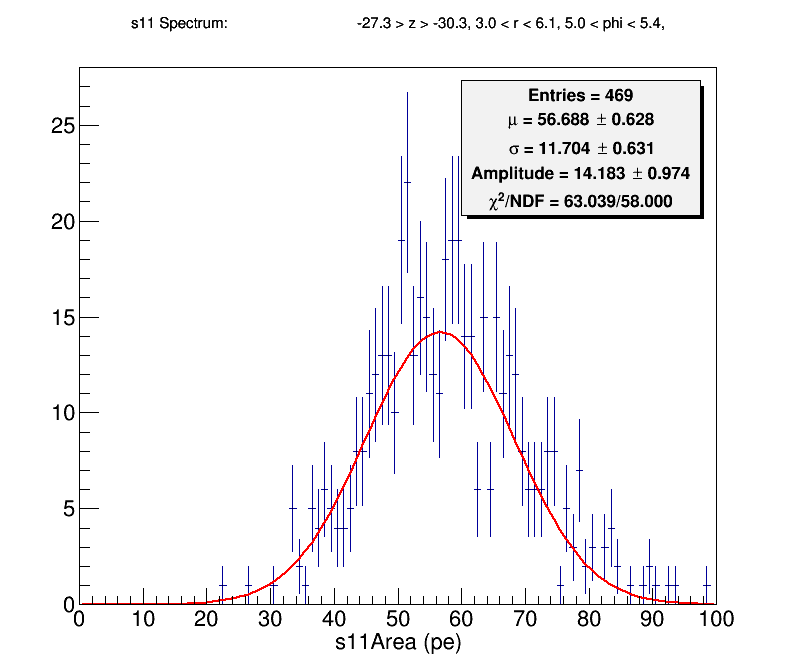 s11 Spectrum: -27.3 > z > -30.3, 3.0 < r < 6.1, 5.0 < phi < 5.4,
Entries = 469
μ = 56.688 ± 0.628
σ = 11.704 ± 0.631
Amplitude = 14.183 ± 0.974
χ²/NDF = 63.039/58.000
25
20
15
10
5
0
0 10 20 30 40 50 60 70 80 90 100
s11Area (pe)